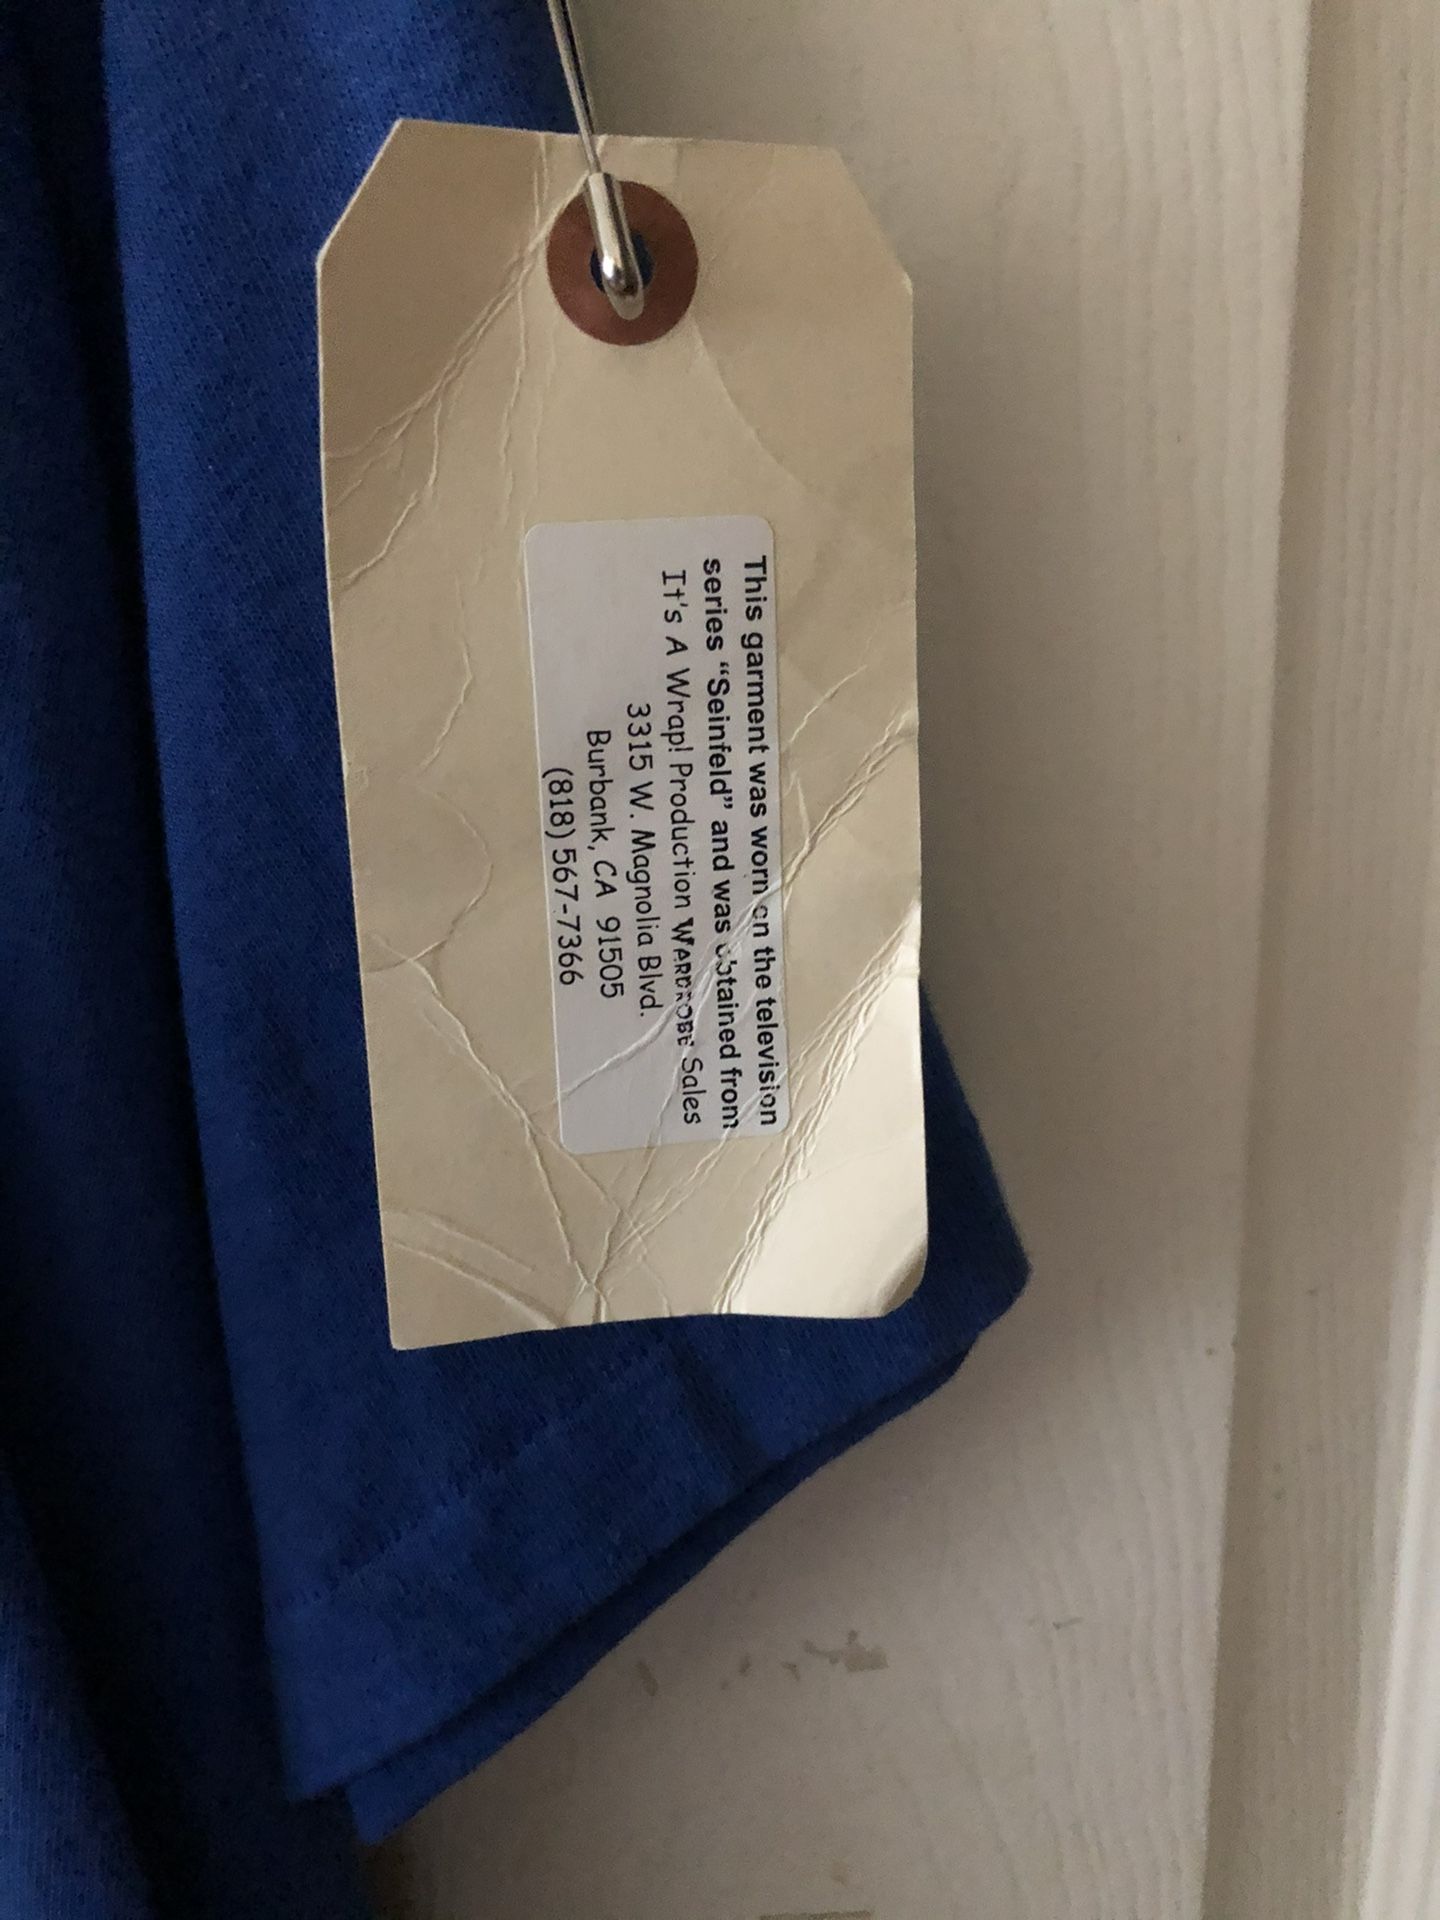 This garment was worn on the television
series “Seinfeld” and was obtained from
It's A Wrap! Production WARDROBE Sales
3315 W. Magnolia Blvd.
Burbank, CA 91505
(818) 567-7366